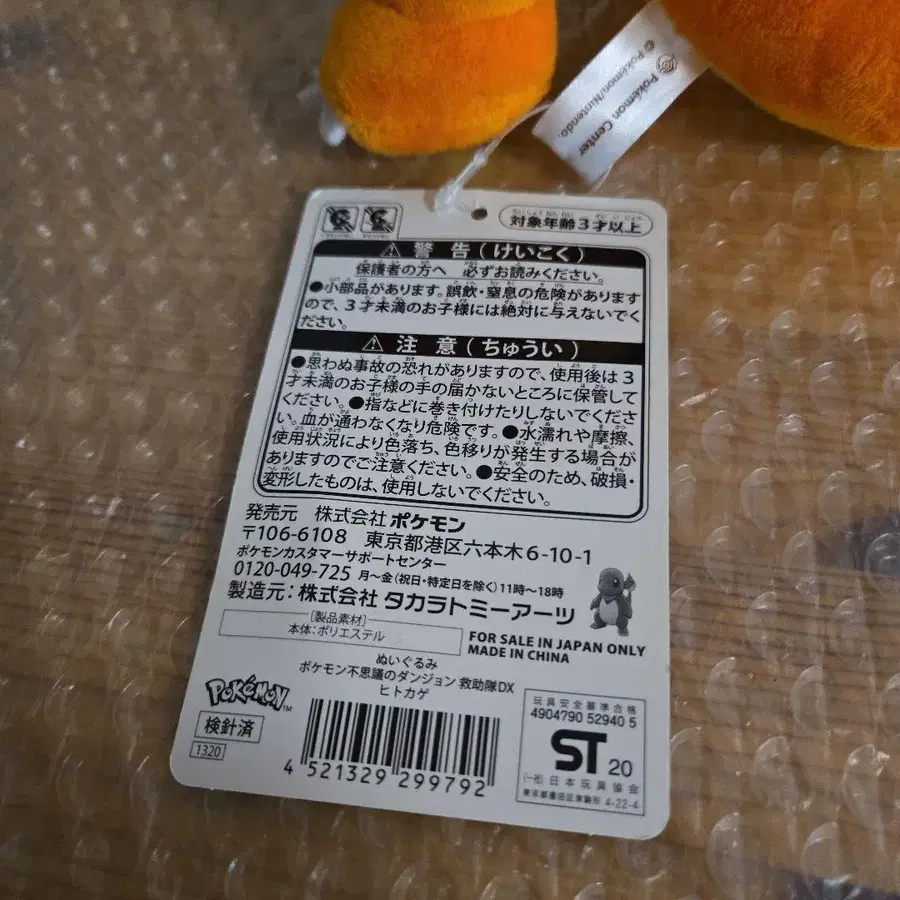 © Pokémon/Nintendo.
Pokémon Center
対象年齢3才以上
警告(けいこく)
保護者の方へ 必ずお読みください。
●小部品があります。誤飲・窒息の危険があります
ので、3才未満のお子様には絶対に与えないでく
ださい。
注意(ちゅうい)
●思わぬ事故の恐れがありますので、使用後は3
才未満のお子様の手の届かないところに保管して
ください。●指などに巻き付けたりしないでくださ
い。血が通わなくなり危険です。●水濡れや摩擦、
使用状況により色落ち、色移りが発生する場合が
ありますのでご注意ください。●安全のため、破損・
変形したものは、使用しないでください。
発売元 株式会社ポケモン
〒106-6108 東京都港区六本木6-10-1
ポケモンカスタマーサポートセンター
0120-049-725 月～金(祝日・特定日を除く)11時～18時
製造元:株式会社 タカラトミーアーツ
[製品素材]
本体:ポリエステル
FOR SALE IN JAPAN ONLY
MADE IN CHINA
ぬいぐるみ
ポケモン不思議のダンジョン 救助隊DX
ヒトカゲ
POKéMON™
検針済
1320
4 521329 299792
玩具安全基準合格
4904790 52940 5
ST 20
(一社)日本玩具協会
東京都墨田区東駒形 4-22-4